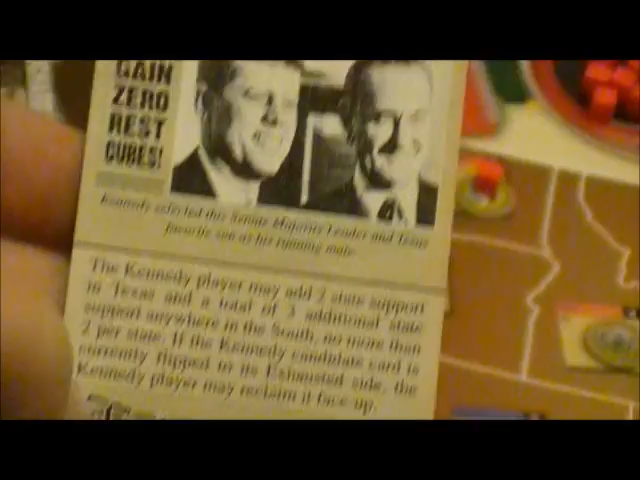 GAIN
ZERO
REST
CUBES!
Kennedy selected this Senate Majority Leader and Texas
favorite son as his running mate.
The Kennedy player may add 2 state support
in Texas and a total of 3 additional state
support anywhere in the South, no more than
2 per state. If the Kennedy candidate card is
currently flipped to its Exhausted side, the
Kennedy player may reclaim it face up.